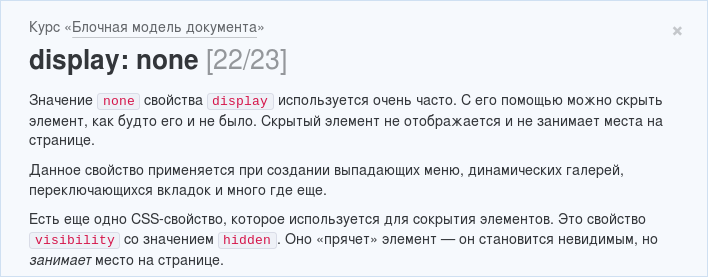 Курс «Блочная модель документа»
display: none [22/23]
Значение none свойства display используется очень часто. С его помощью можно скрыть
элемент, как будто его и не было. Скрытый элемент не отображается и не занимает места на
странице.
Данное свойство применяется при создании выпадающих меню, динамических галерей,
переключающихся вкладок и много где еще.
Есть еще одно CSS-свойство, которое используется для сокрытия элементов. Это свойство
visibility со значением hidden. Оно «прячет» элемент — он становится невидимым, но
занимает место на странице.